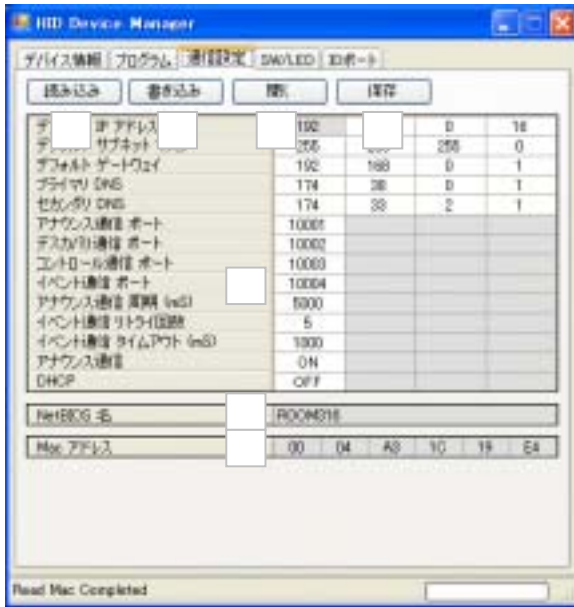 HID Device Manager
デバイス情報 プログラム 通信設定 SW/LED IDポート
読み込み 書き込み 開く 保存
IP アドレス 192 0 16
サブネット 255 255 0
デフォルト ゲートウェイ 192 168 0 1
プライマリ DNS 174 38 0 1
セカンダリ DNS 174 33 2 1
アナウンス通信 ポート 10001
デスカバリ通信 ポート 10002
コントロール通信 ポート 10003
イベント通信 ポート 10004
アナウンス通信 周期 (mS) 5000
イベント通信 リトライ回数 5
イベント通信 タイムアウト (mS) 1000
アナウンス通信 ON
DHCP OFF
NetBIOS 名 ROOM316
Mac アドレス 00 04 A3 1C 19 E4
Read Mac Completed